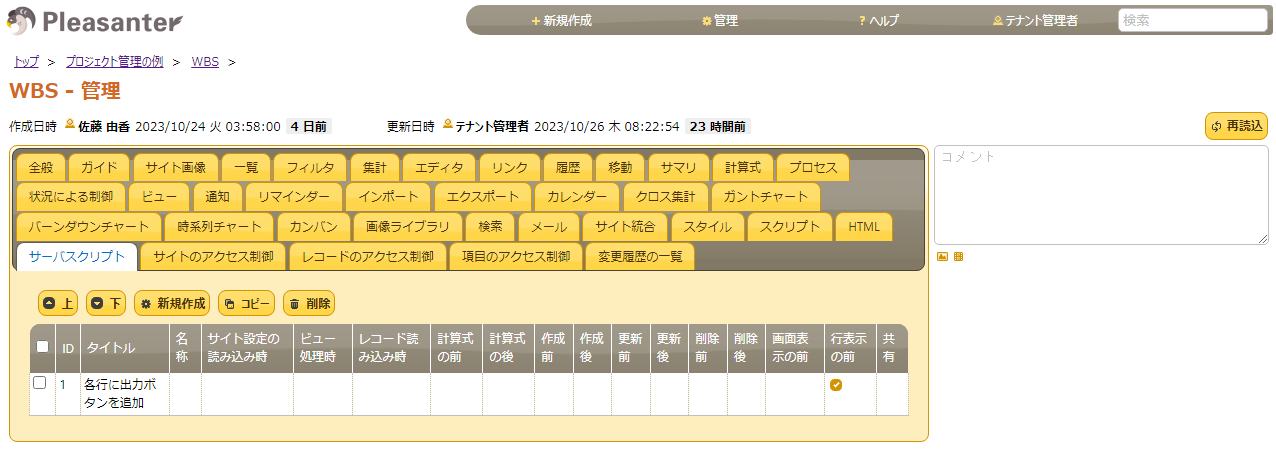 Pleasanter
新規作成 管理 ヘルプ テナント管理者 検索
トップ > プロジェクト管理の例 > WBS >
WBS - 管理
作成日時 佐藤 由香 2023/10/24 火 03:58:00 4 日前 更新日時 テナント管理者 2023/10/26 木 08:22:54 23 時間前 再読込
全般 ガイド サイト画像 一覧 フィルタ 集計 エディタ リンク 履歴 移動 サマリ 計算式 プロセス
コメント
状況による制御 ビュー 通知 リマインダー インポート エクスポート カレンダー クロス集計 ガントチャート
バーンダウンチャート 時系列チャート カンバン 画像ライブラリ 検索 メール サイト統合 スタイル スクリプト HTML
サーバスクリプト サイトのアクセス制御 レコードのアクセス制御 項目のアクセス制御 変更履歴の一覧
上 下 新規作成 コピー 削除
ID タイトル 名称 サイト設定の読み込み時 ビュー処理時 レコード読み込み時 計算式の前 計算式の後 作成前 作成後 更新前 更新後 削除前 削除後 画面表示の前 行表示の前 共有
1 各行に出力ボタンを追加